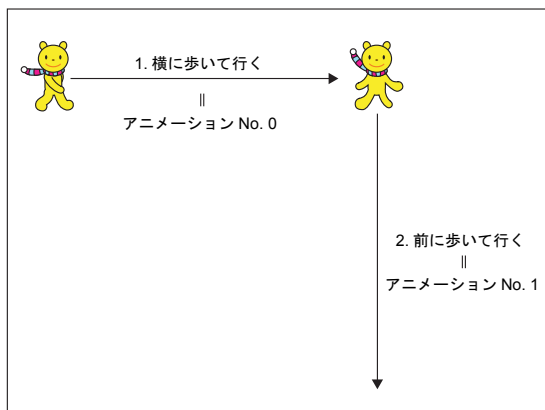 1. 横に歩いて行く
||
アニメーション No. 0
2. 前に歩いて行く
||
アニメーション No. 1